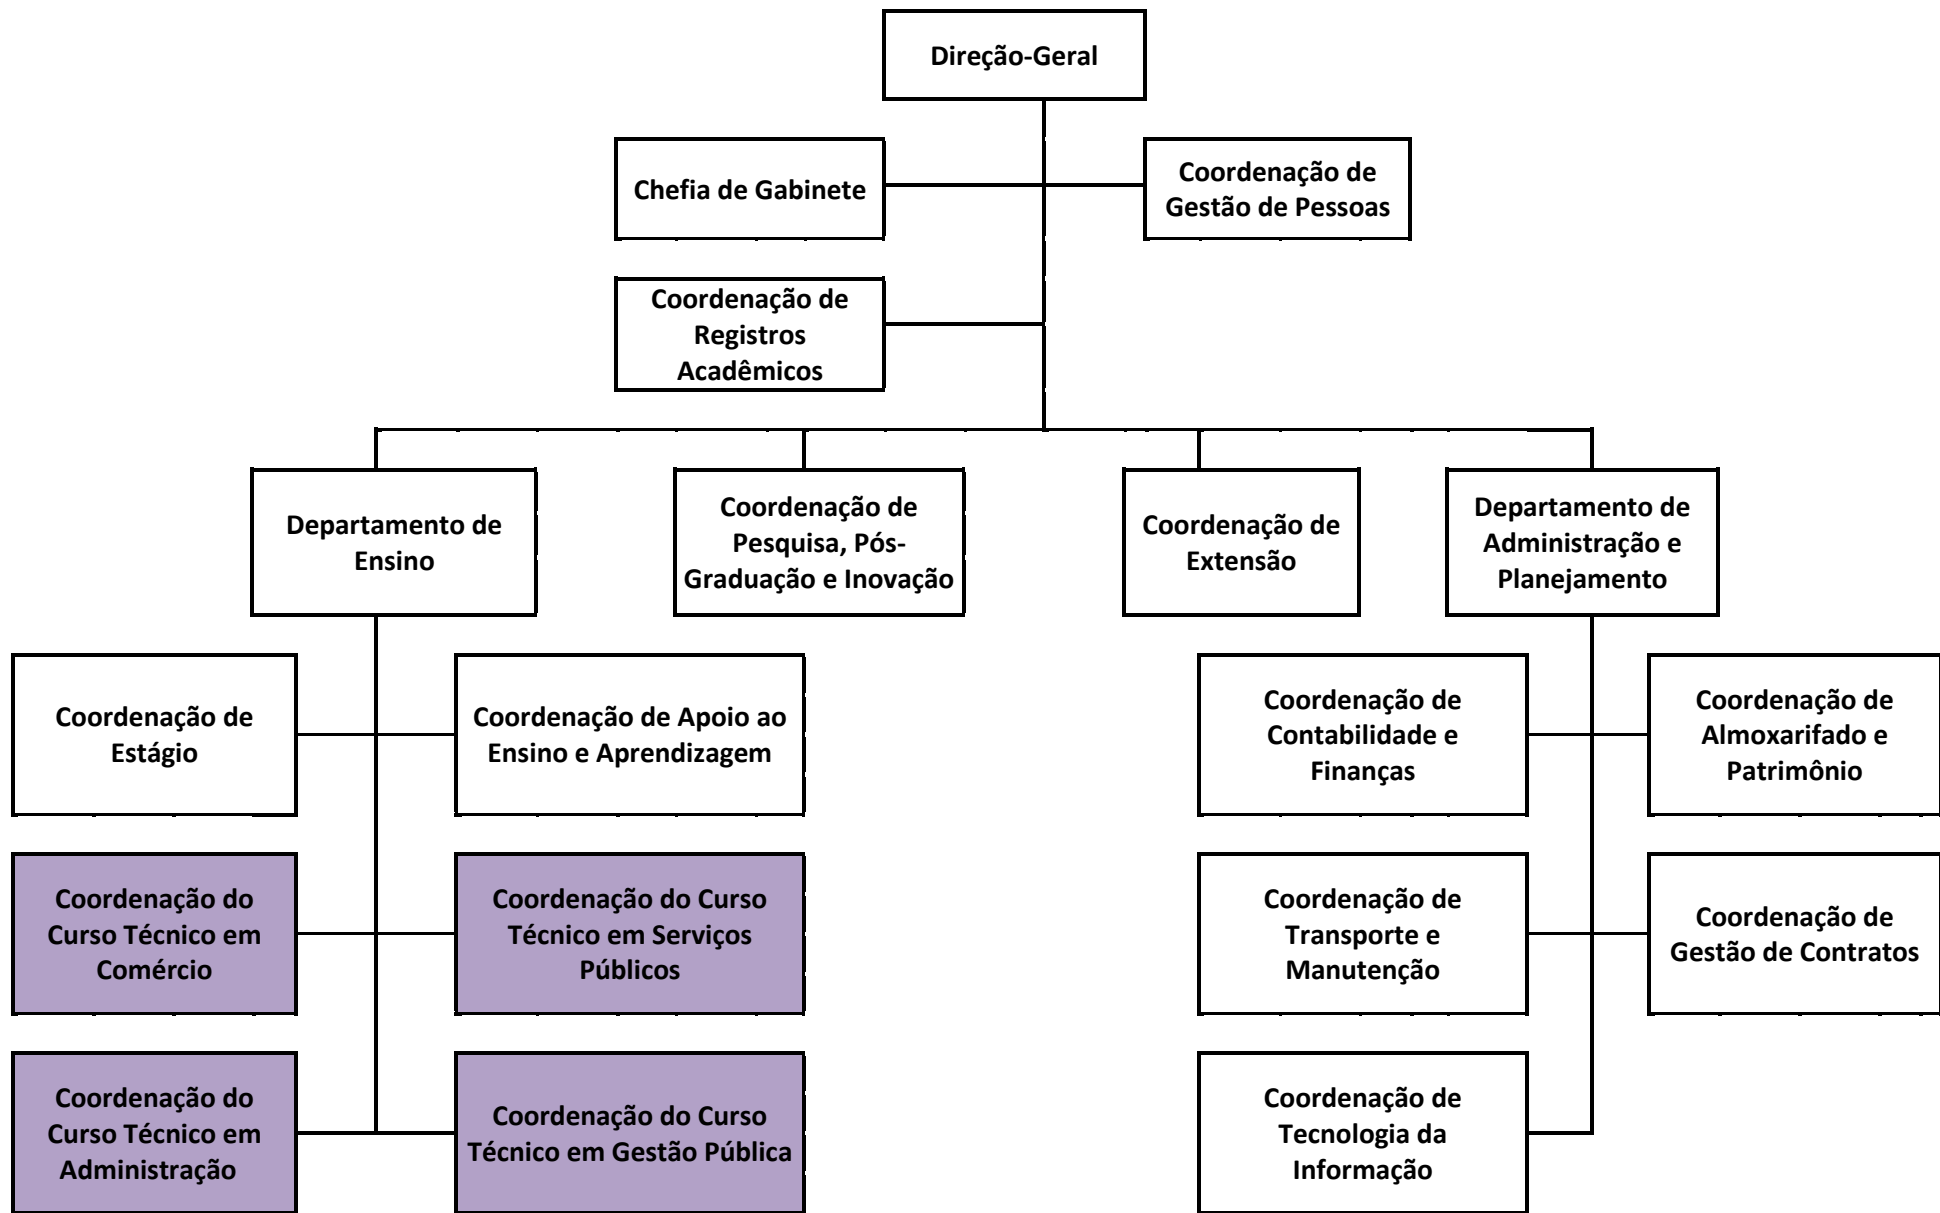 Direção-Geral
Chefia de Gabinete
Coordenação de
Gestão de Pessoas
Coordenação de
Registros
Acadêmicos
Departamento de
Ensino
Coordenação de
Pesquisa, Pós-
Graduação e Inovação
Coordenação de
Extensão
Departamento de
Administração e
Planejamento
Coordenação de
Estágio
Coordenação de Apoio ao
Ensino e Aprendizagem
Coordenação de
Contabilidade e
Finanças
Coordenação de
Almoxarifado e
Patrimônio
Coordenação do
Curso Técnico em
Comércio
Coordenação do Curso
Técnico em Serviços
Públicos
Coordenação de
Transporte e
Manutenção
Coordenação de
Gestão de Contratos
Coordenação do
Curso Técnico em
Administração
Coordenação do Curso
Técnico em Gestão Pública
Coordenação de
Tecnologia da
Informação